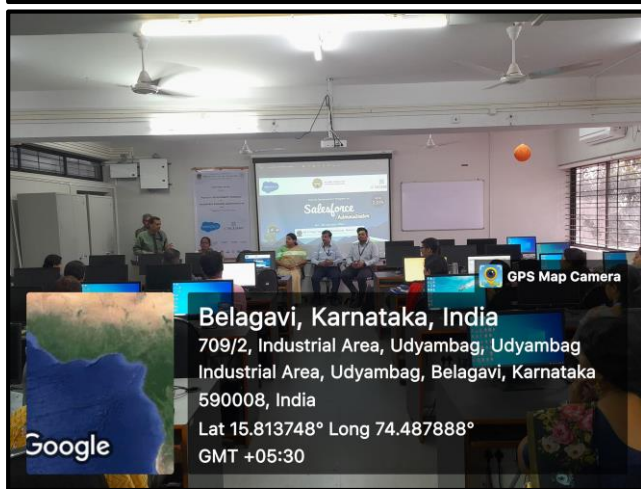 Salesforce
Administrator
GPS Map Camera
Belagavi, Karnataka, India
709/2, Industrial Area, Udyambag, Udyambag
Industrial Area, Udyambag, Belagavi, Karnataka
590008, India
Lat 15.813748° Long 74.487888°
GMT +05:30
Google